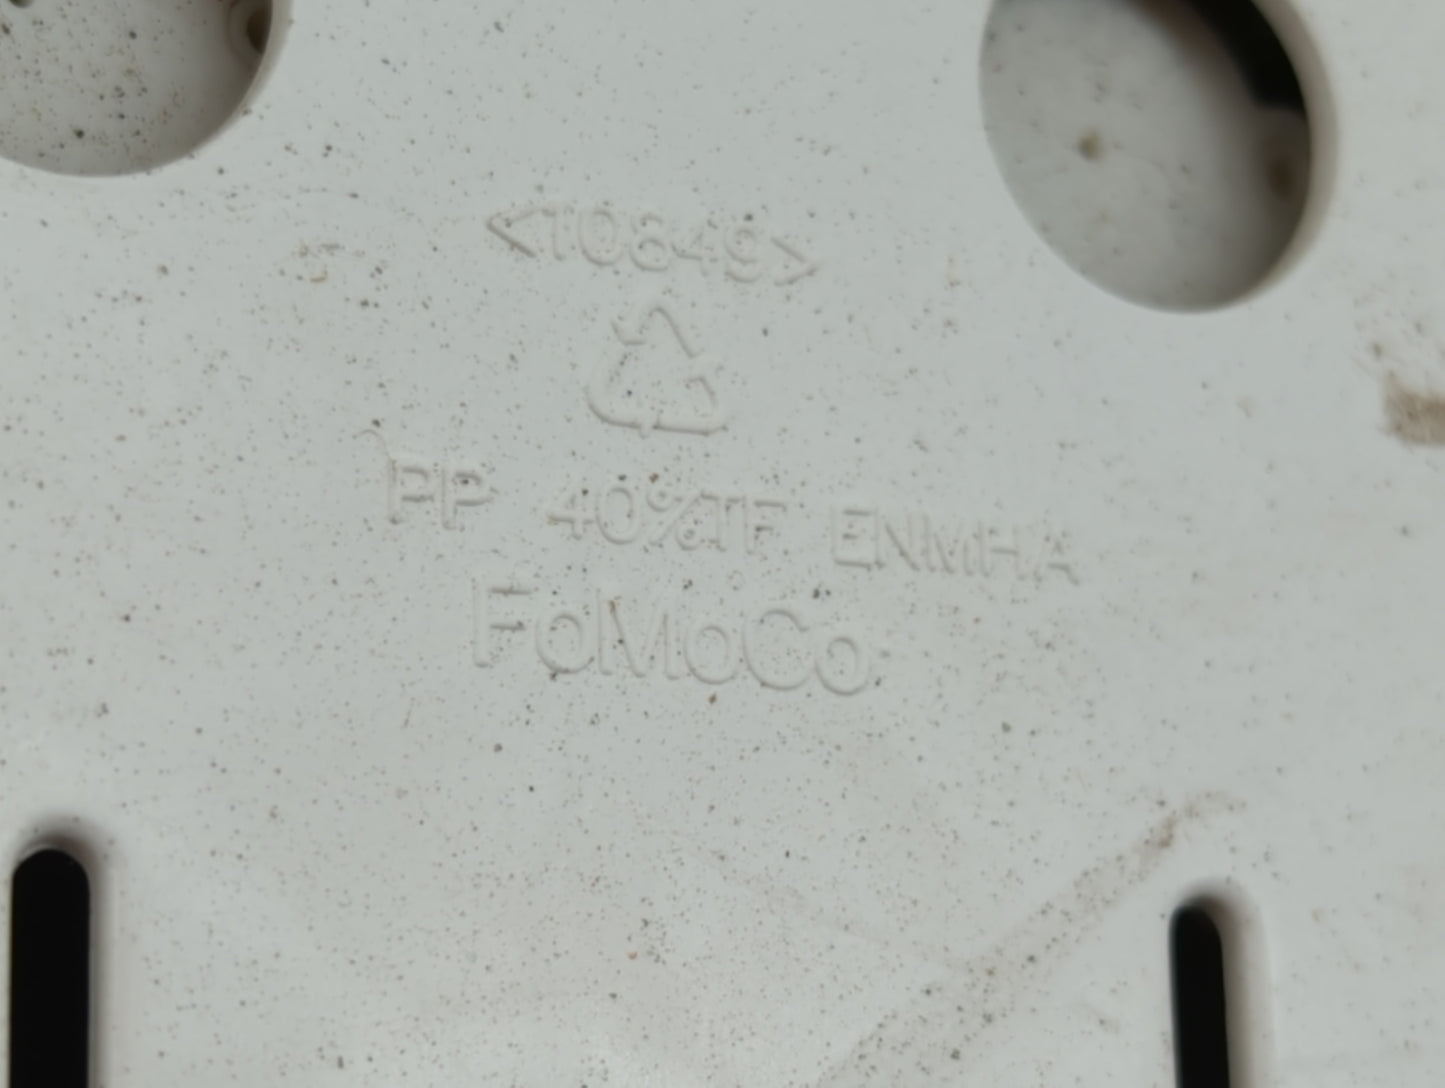 <10849>
PP 40%TF ENMHA
FoMoCo